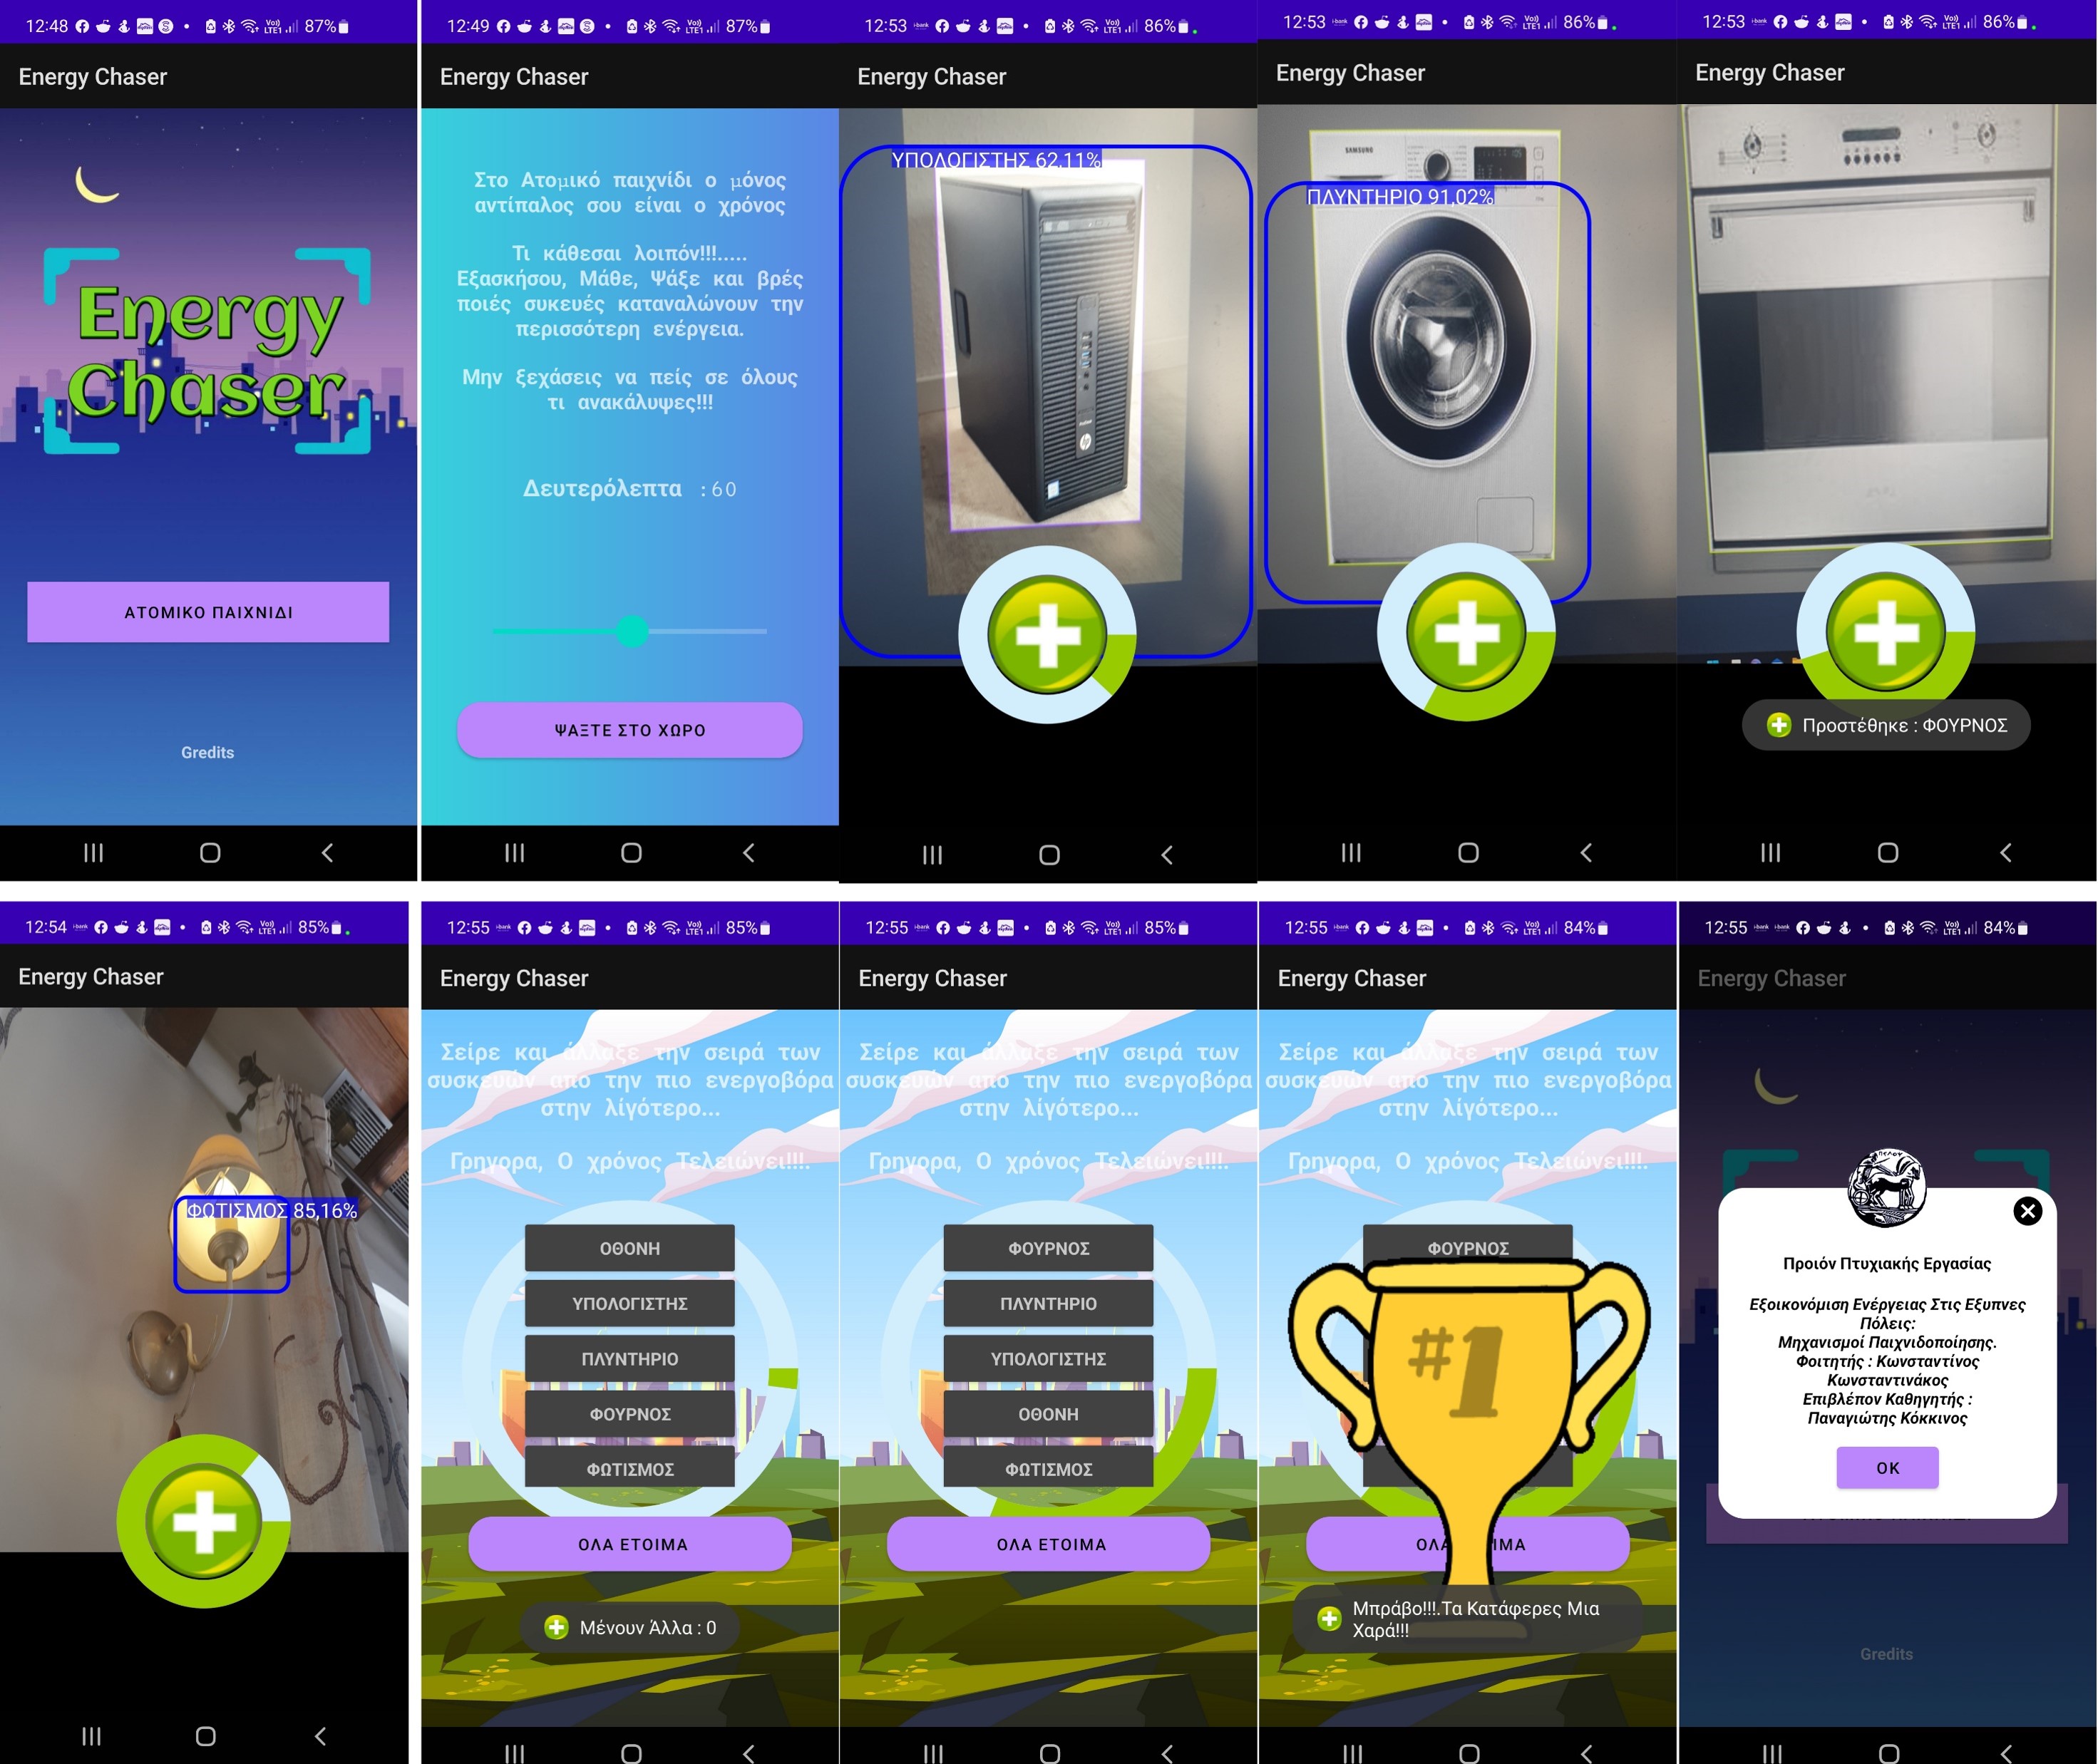 12:48 87%
Energy Chaser
Energy
Chaser
ΑΤΟΜΙΚΟ ΠΑΙΧΝΙΔΙ
Gredits
12:49 87%
Energy Chaser
Στο Ατομικό παιχνίδι ο μόνος
αντίπαλος σου είναι ο χρόνος
Τι κάθεσαι λοιπόν!!!.....
Εξασκήσου, Μάθε, Ψάξε και βρές
ποιές συκευές καταναλώνουν την
περισσότερη ενέργεια.
Μην ξεχάσεις να πείς σε όλους
τι ανακάλυψες!!!
Δευτερόλεπτα :60
ΨΑΞΤΕ ΣΤΟ ΧΩΡΟ
12:53 86%
Energy Chaser
ΥΠΟΛΟΓΙΣΤΗΣ 62,11%
hp
12:53 86%
Energy Chaser
SAMSUNG
ΠΛΥΝΤΗΡΙΟ 91,02%
12:53 86%
Energy Chaser
Προστέθηκε : ΦΟΥΡΝΟΣ
12:54 85%
Energy Chaser
ΦΩΤΙΣΜΟΣ 85,16%
12:55 85%
Energy Chaser
Σείρε και άλλαξε την σειρά των
συσκευών απο την πιο ενεργοβόρα
στην λίγότερο...
Γρηγορα, Ο χρόνος Τελειώνει!!!.
ΟΘΟΝΗ
ΥΠΟΛΟΓΙΣΤΗΣ
ΠΛΥΝΤΗΡΙΟ
ΦΟΥΡΝΟΣ
ΦΩΤΙΣΜΟΣ
ΟΛΑ ΕΤΟΙΜΑ
Μένουν Άλλα : 0
12:55 85%
Energy Chaser
Σείρε και άλλαξε την σειρά των
συσκευών απο την πιο ενεργοβόρα
στην λίγότερο...
Γρηγορα, Ο χρόνος Τελειώνει!!!.
ΦΟΥΡΝΟΣ
ΠΛΥΝΤΗΡΙΟ
ΥΠΟΛΟΓΙΣΤΗΣ
ΟΘΟΝΗ
ΦΩΤΙΣΜΟΣ
ΟΛΑ ΕΤΟΙΜΑ
12:55 84%
Energy Chaser
Σείρε και άλλαξε την σειρά των
συσκευών απο την πιο ενεργοβόρα
στην λίγότερο...
Γρηγορα, Ο χρόνος Τελειώνει!!!.
ΦΟΥΡΝΟΣ
#1
Μπράβο!!!.Τα Κατάφερες Μια
Χαρά!!!
12:55 84%
Energy Chaser
Προιόν Πτυχιακής Εργασίας
Εξοικονόμιση Ενέργειας Στις Εξυπνες
Πόλεις:
Μηχανισμοί Παιχνιδοποίησης.
Φοιτητής : Κωνσταντίνος
Κωνσταντινάκος
Επιβλέπον Καθηγητής :
Παναγιώτης Κόκκινος
OK
Gredits